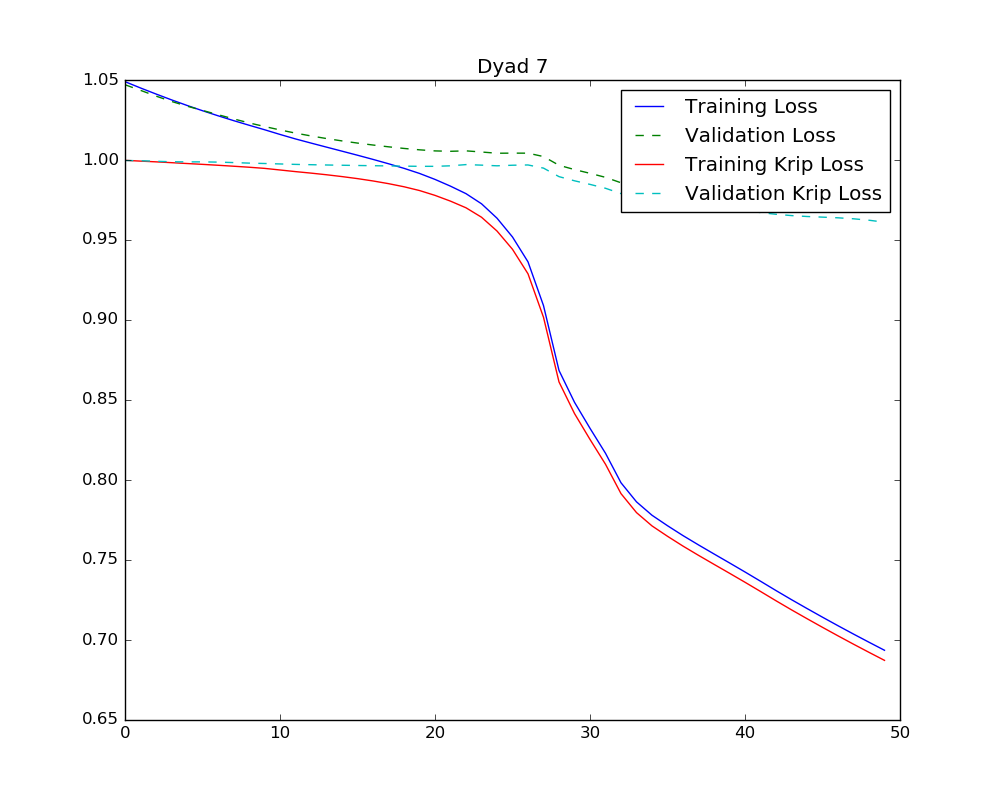 Dyad 7
1.05
1.00
0.95
0.90
0.85
0.80
0.75
0.70
0.65
0 10 20 30 40 50
Training Loss
Validation Loss
Training Krip Loss
Validation Krip Loss